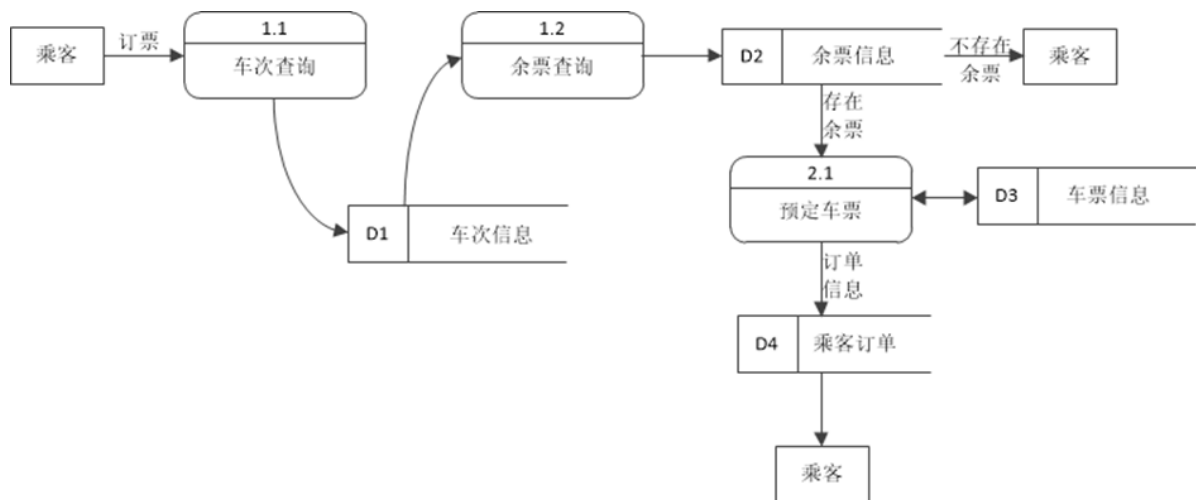 乘客
订票
1.1
车次查询
1.2
余票查询
D2
余票信息
不存在
余票
乘客
存在
余票
2.1
预定车票
D3
车票信息
D1
车次信息
订单
信息
D4
乘客订单
乘客